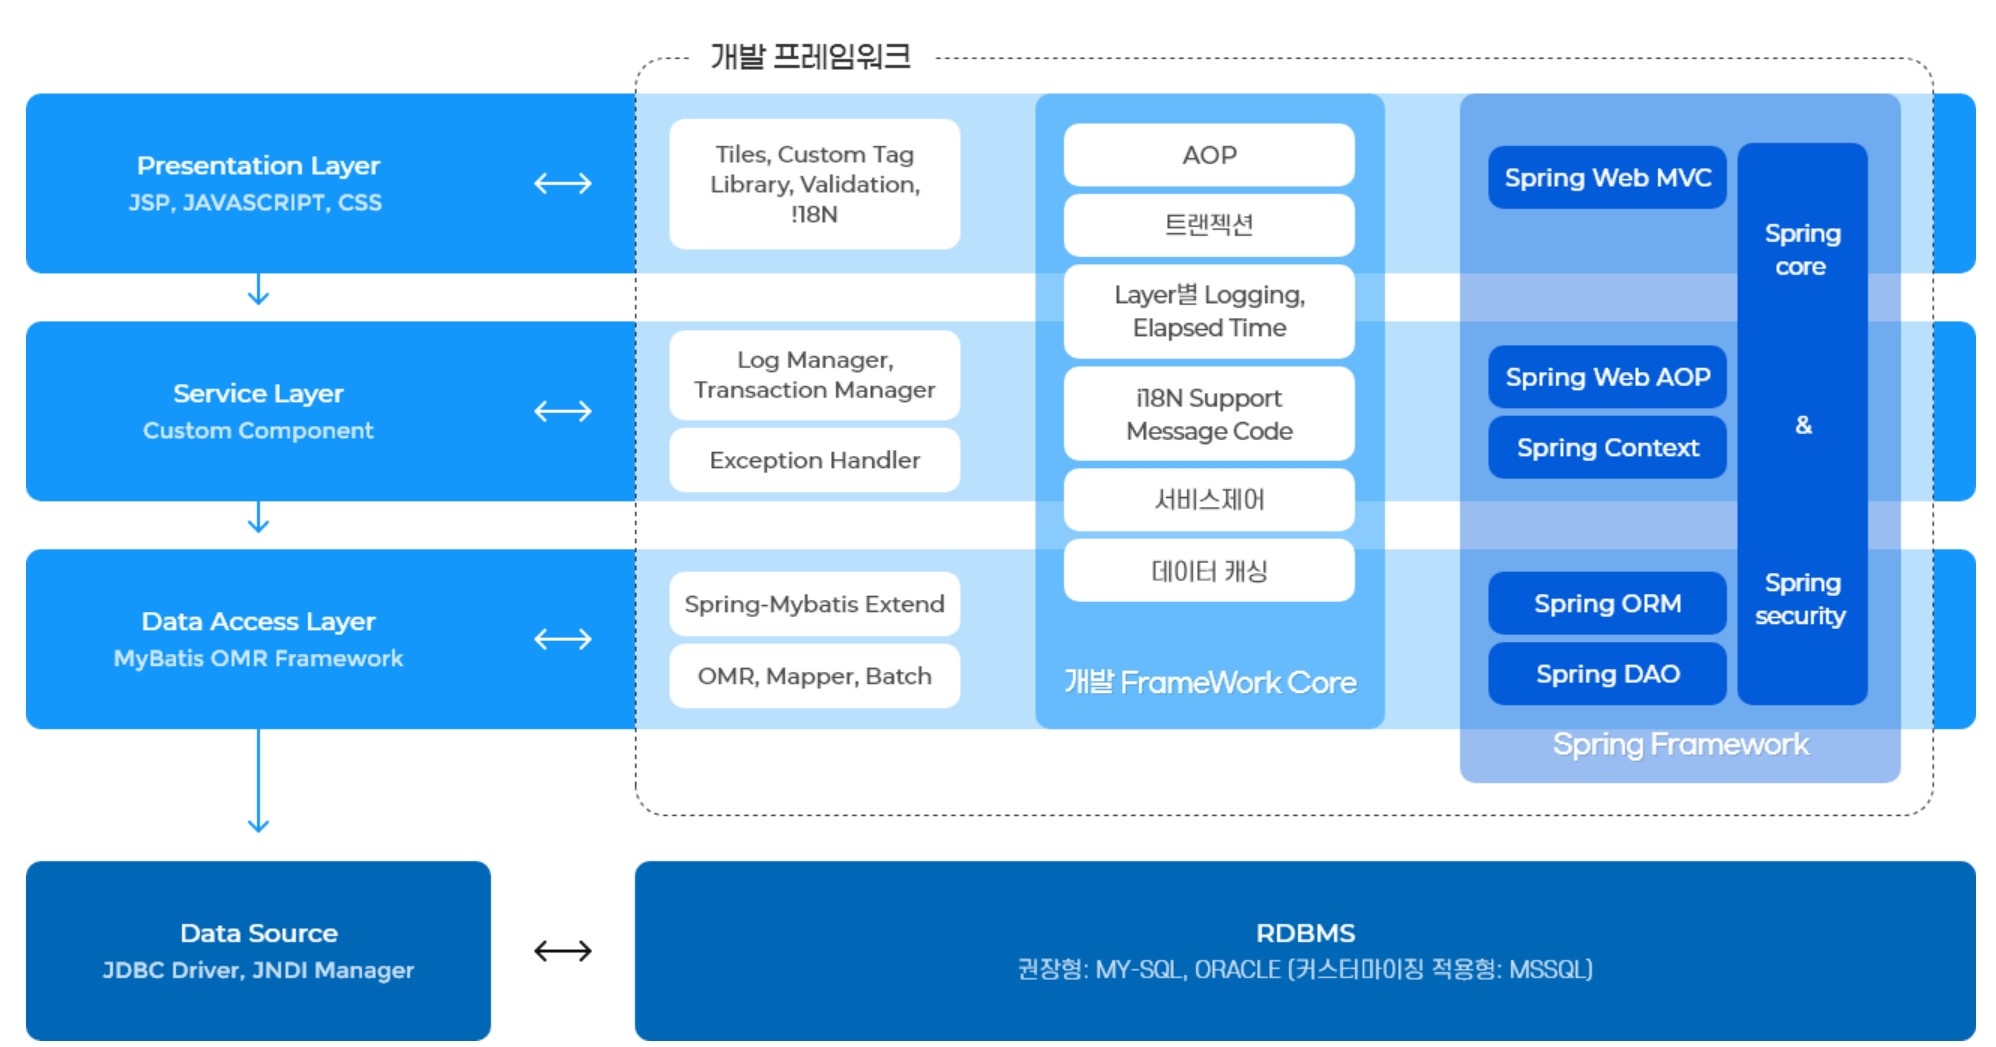 개발 프레임워크
Presentation Layer
JSP, JAVASCRIPT, CSS
Tiles, Custom Tag
Library, Validation,
!18N
Service Layer
Custom Component
Log Manager,
Transaction Manager
Exception Handler
Data Access Layer
MyBatis OMR Framework
Spring-Mybatis Extend
OMR, Mapper, Batch
AOP
트랜젝션
Layer별 Logging,
Elapsed Time
i18N Support
Message Code
서비스제어
데이터 캐싱
개발 FrameWork Core
Spring Web MVC
Spring Web AOP
Spring Context
Spring ORM
Spring DAO
Spring
core
&
Spring
security
Spring Framework
Data Source
JDBC Driver, JNDI Manager
RDBMS
권장형: MY-SQL, ORACLE (커스터마이징 적용형: MSSQL)